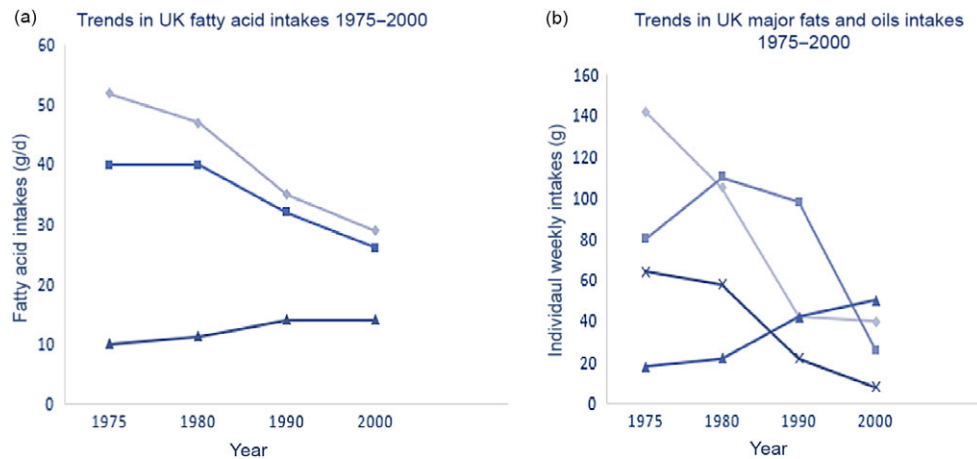 (a)
Trends in UK fatty acid intakes 1975–2000
60
50
40
30
20
10
0
Fatty acid intakes (g/d)
1975 1980 1990 2000
Year
(b)
Trends in UK major fats and oils intakes
1975–2000
160
140
120
100
80
60
40
20
0
Individaul weekly intakes (g)
1975 1980 1990 2000
Year